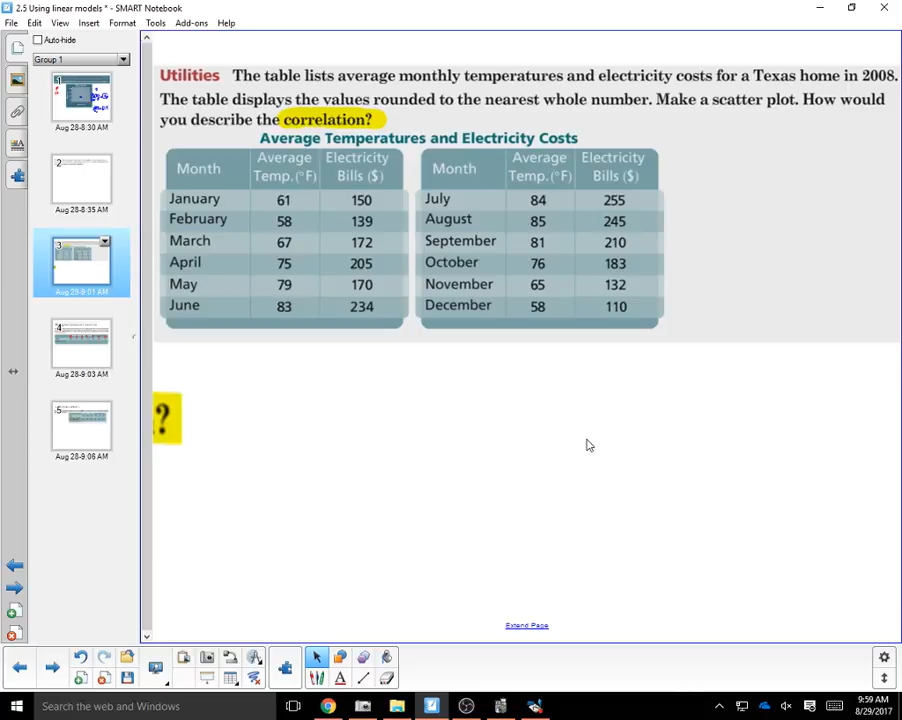 2.5 Using linear models * - SMART Notebook
File Edit View Insert Format Tools Add-ons Help
Auto-hide
Group 1
1
Aug 28-8:30 AM
2
Aug 28-8:35 AM
3
Aug 28-9:01 AM
4
Aug 28-9:03 AM
5
Aug 28-9:06 AM
Utilities The table lists average monthly temperatures and electricity costs for a Texas home in 2008.
The table displays the values rounded to the nearest whole number. Make a scatter plot. How would
you describe the correlation?
Average Temperatures and Electricity Costs
Month Average Temp.(°F) Electricity Bills ($) Month Average Temp.(°F) Electricity Bills ($)
January 61 150 July 84 255
February 58 139 August 85 245
March 67 172 September 81 210
April 75 205 October 76 183
May 79 170 November 65 132
June 83 234 December 58 110
?
Extend Page
Search the web and Windows
9:59 AM
8/29/2017